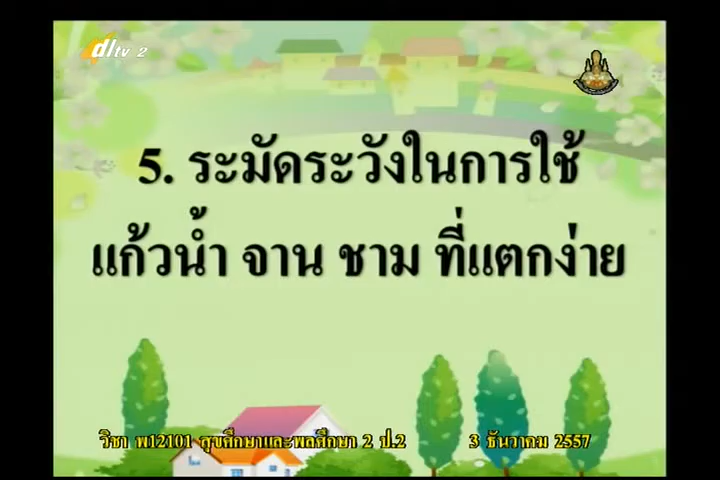 dltv 2
5. ระมัดระวังในการใช้
แก้วน้ำ จาน ชาม ที่แตกง่าย
วิชา พ12101 สุขศึกษาและพลศึกษา 2 ป.2 3 ธันวาคม 2557